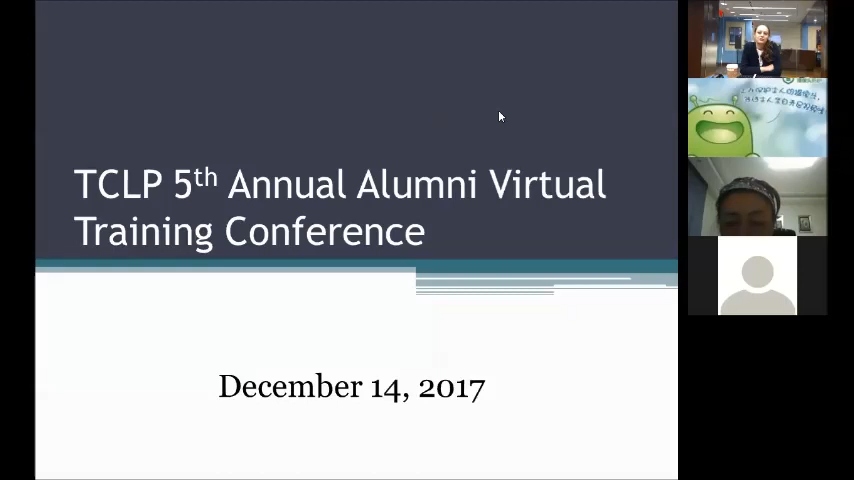 TCLP 5th Annual Alumni Virtual
Training Conference
December 14, 2017